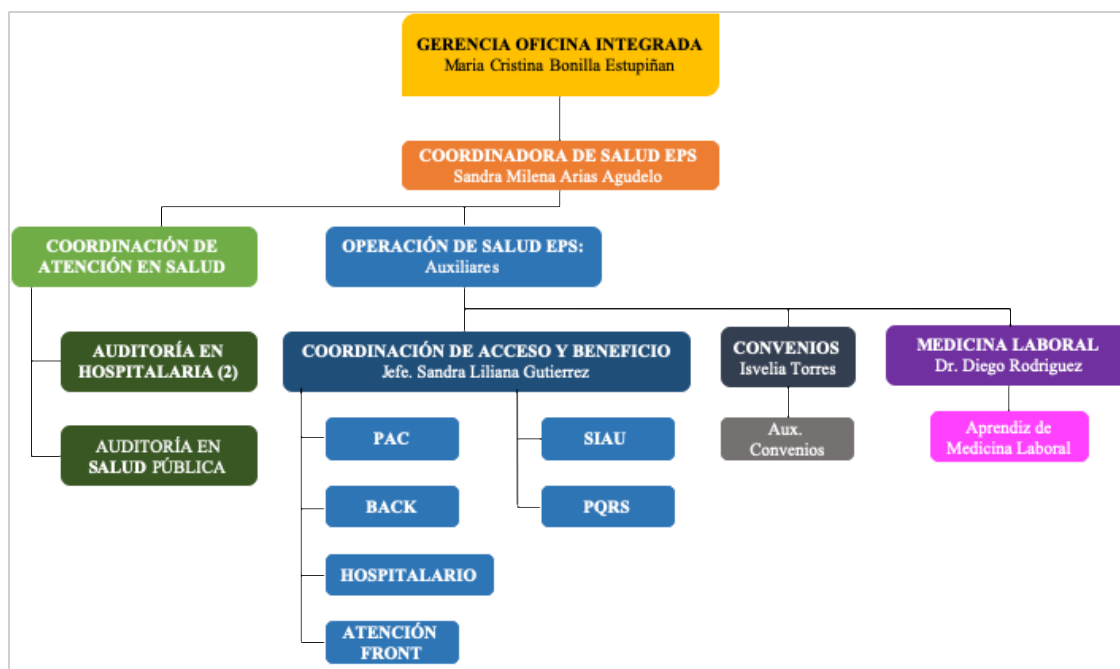 GERENCIA OFICINA INTEGRADA
Maria Cristina Bonilla Estupiñan
COORDINADORA DE SALUD EPS
Sandra Milena Arias Agudelo
COORDINACIÓN DE
ATENCIÓN EN SALUD
OPERACIÓN DE SALUD EPS:
Auxiliares
AUDITORÍA EN
HOSPITALARIA (2)
COORDINACIÓN DE ACCESO Y BENEFICIO
Jefe. Sandra Liliana Gutierrez
CONVENIOS
Isvelia Torres
MEDICINA LABORAL
Dr. Diego Rodriguez
AUDITORÍA EN
SALUD PÚBLICA
PAC
SIAU
Aux.
Convenios
Aprendiz de
Medicina Laboral
BACK
PQRS
HOSPITALARIO
ATENCIÓN
FRONT